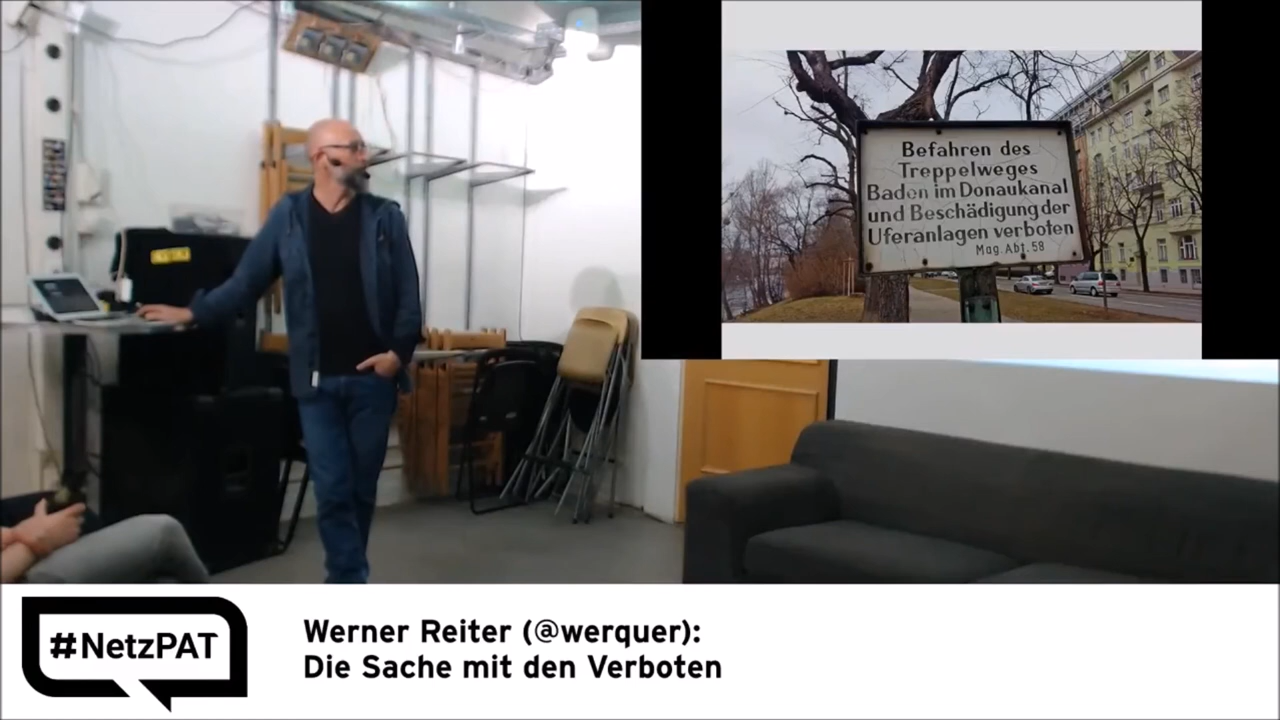 Befahren des
Treppelweges
Baden im Donaukanal
und Beschädigung der
Uferanlagen verboten
Mag. Abt. 58
#NetzPAT
Werner Reiter (@werquer):
Die Sache mit den Verboten